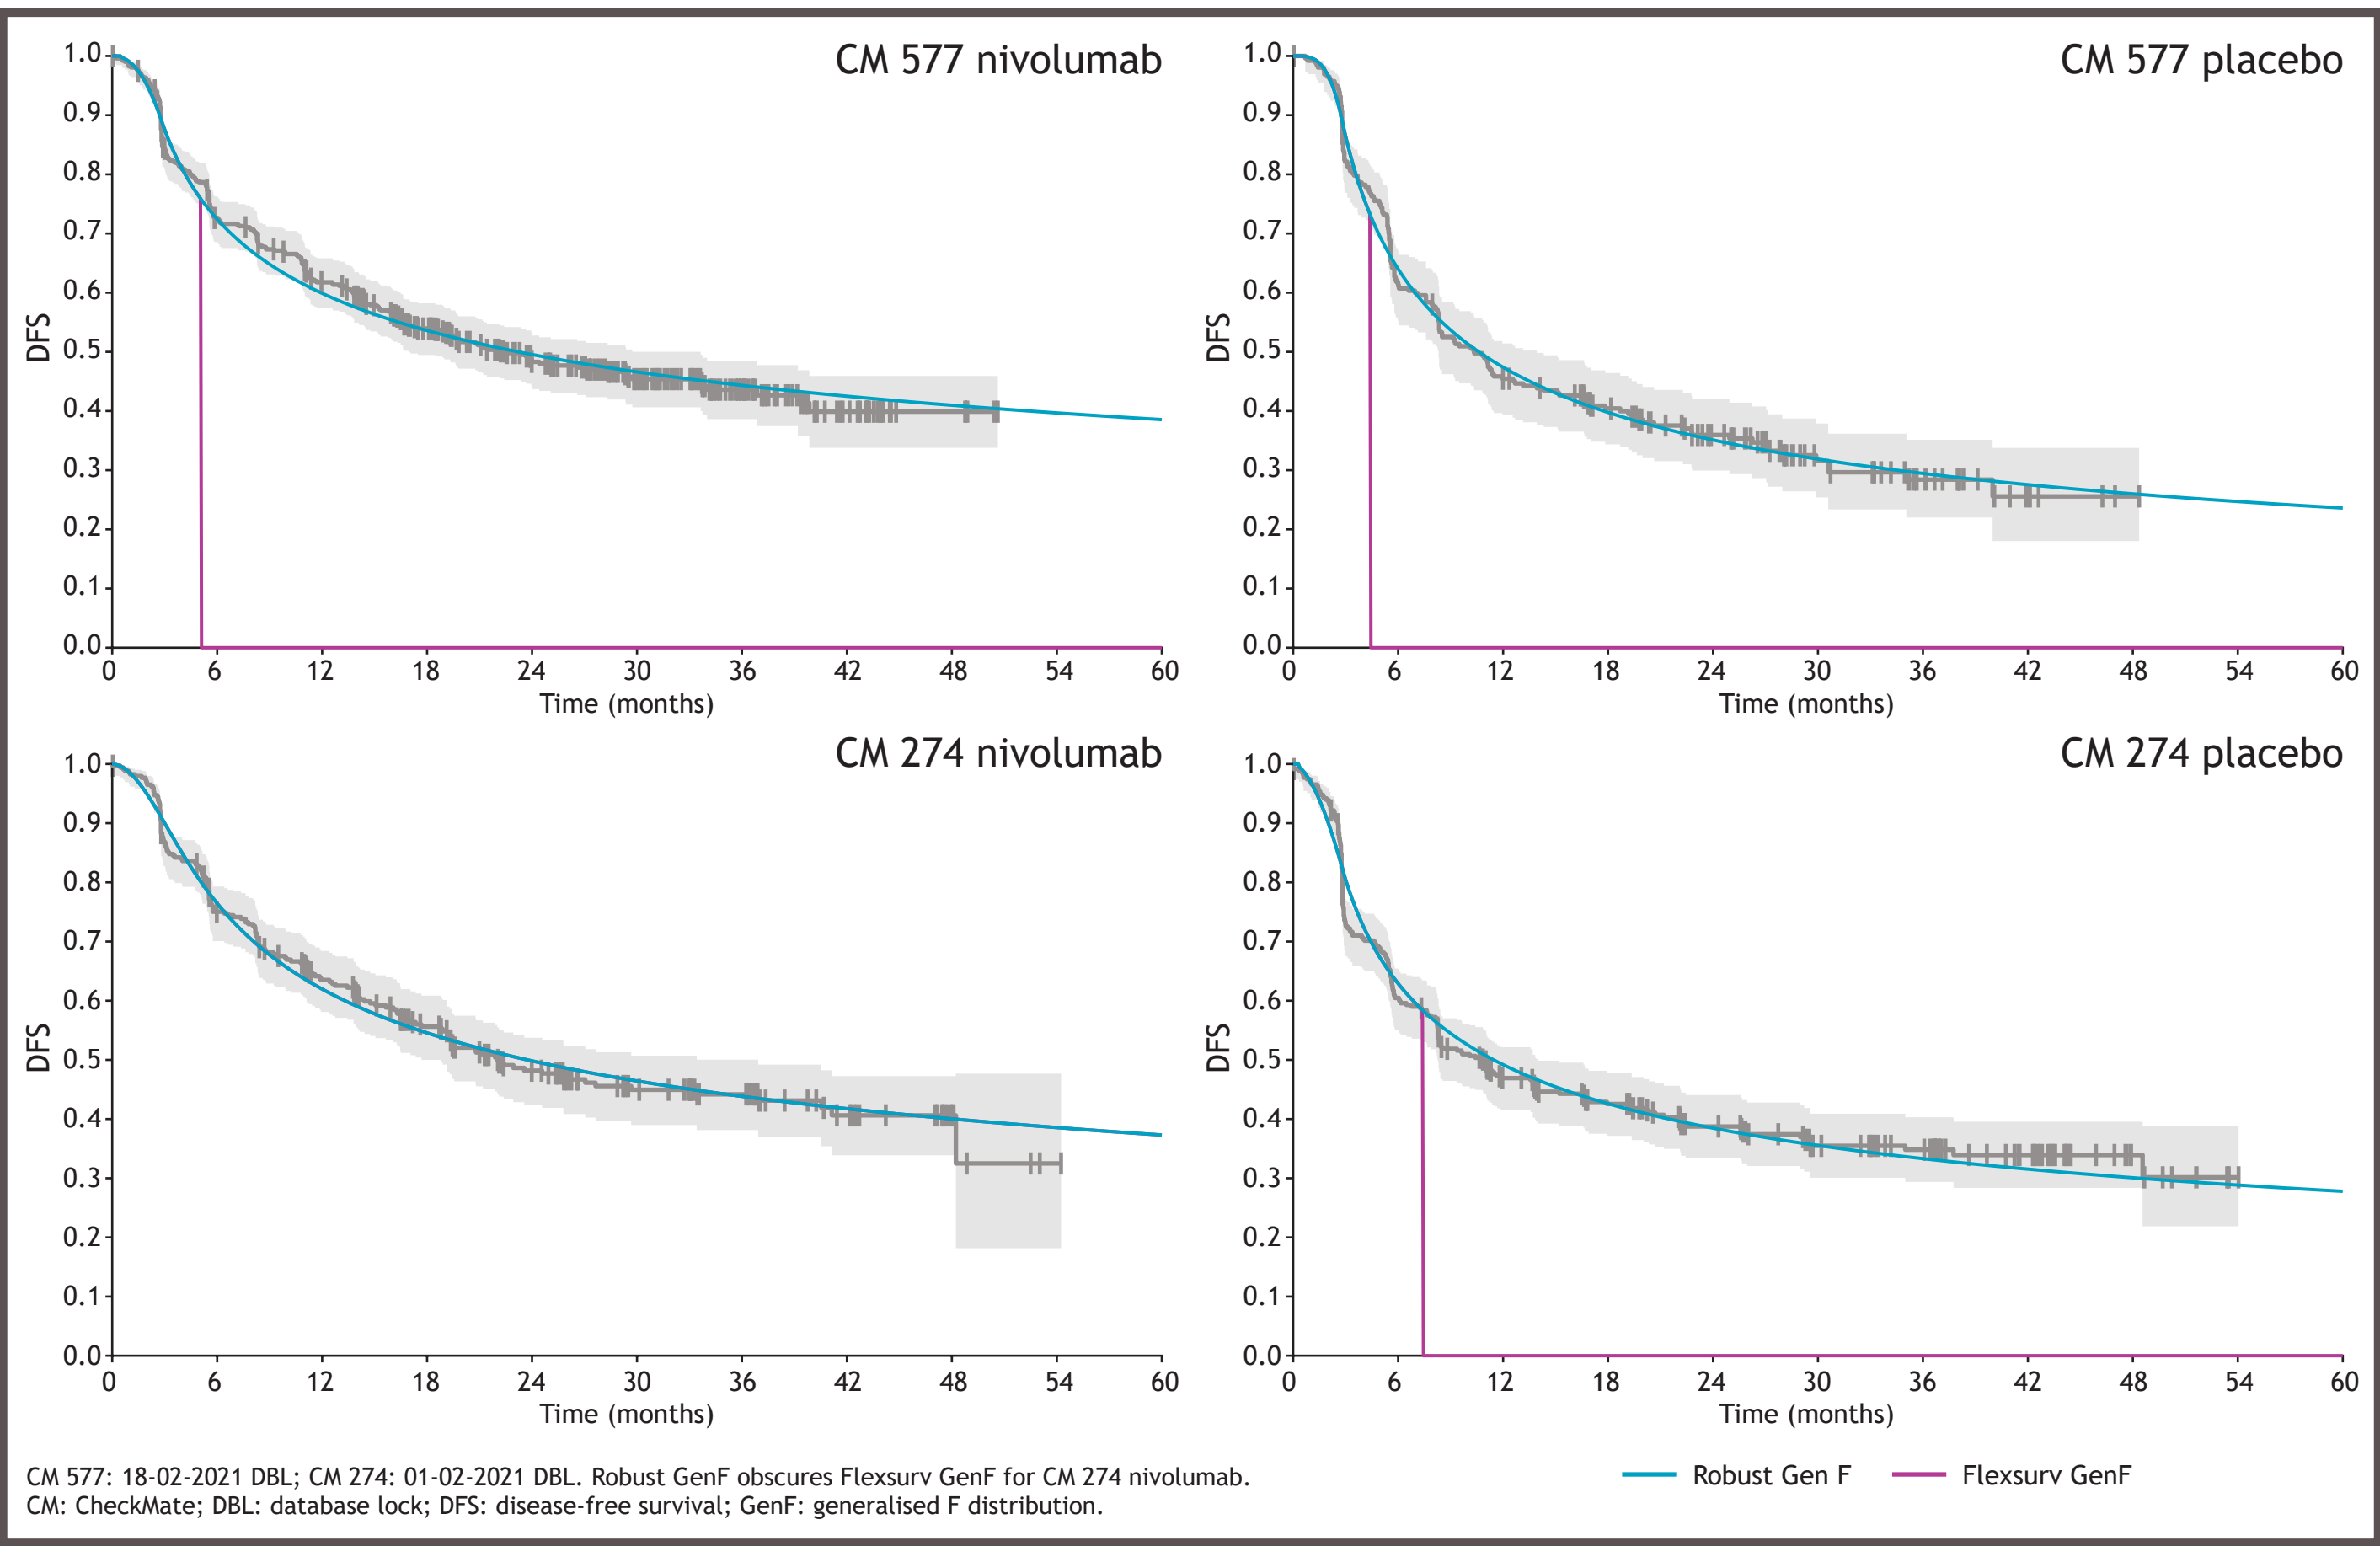 CM 577 nivolumab
1.0
0.9
0.8
0.7
0.6
0.5
0.4
0.3
0.2
0.1
0.0
DFS
0 6 12 18 24 30 36 42 48 54 60
Time (months)
CM 577 placebo
1.0
0.9
0.8
0.7
0.6
0.5
0.4
0.3
0.2
0.1
0.0
DFS
0 6 12 18 24 30 36 42 48 54 60
Time (months)
CM 274 nivolumab
1.0
0.9
0.8
0.7
0.6
0.5
0.4
0.3
0.2
0.1
0.0
DFS
0 6 12 18 24 30 36 42 48 54 60
Time (months)
CM 274 placebo
1.0
0.9
0.8
0.7
0.6
0.5
0.4
0.3
0.2
0.1
0.0
DFS
0 6 12 18 24 30 36 42 48 54 60
Time (months)
CM 577: 18-02-2021 DBL; CM 274: 01-02-2021 DBL. Robust GenF obscures Flexsurv GenF for CM 274 nivolumab.
CM: CheckMate; DBL: database lock; DFS: disease-free survival; GenF: generalised F distribution.
Robust Gen F Flexsurv GenF